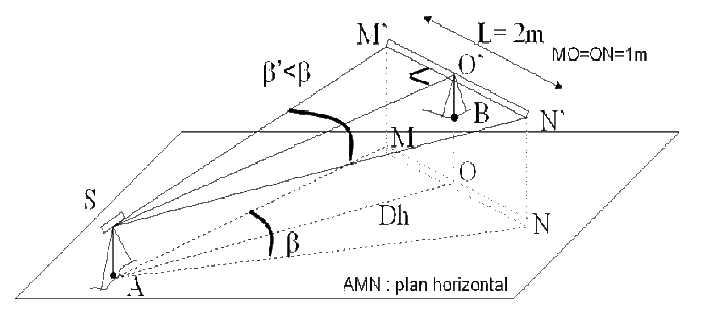 M'
L= 2m
MO=ON=1m
β'<β
O'
B
N'
M
S
O
Dh
N
β
A
AMN : plan horizontal